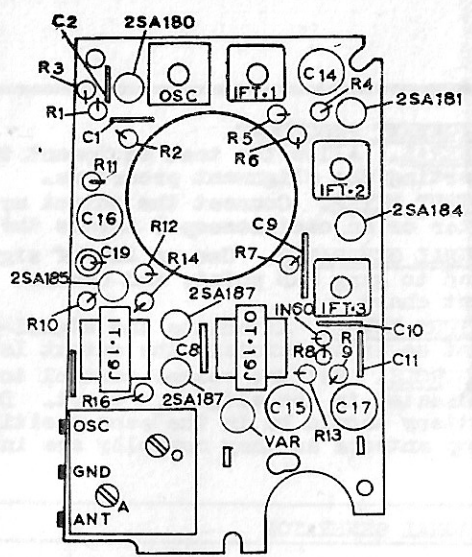 C2
2SA180
R3
R1
C1
OSC
IFT·1
C14
R4
2SA181
R2
R5
R6
R11
IFT·2
C16
2SA184
C9
R12
C19
R14
R7
2SA185
2SA187
IFT·3
R10
IN60
C10
IT·19J
C8
OT·19J
R8
R9
C11
R16
2SA187
C15
C17
R13
OSC
O
VAR
GND
A
ANT